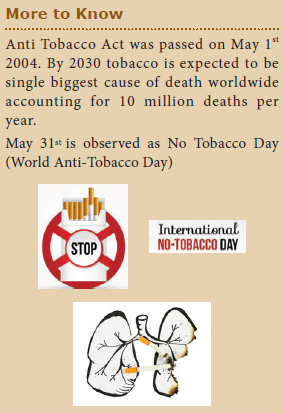 More to Know
Anti Tobacco Act was passed on May 1st
2004. By 2030 tobacco is expected to be
single biggest cause of death worldwide
accounting for 10 million deaths per
year.
May 31st is observed as No Tobacco Day
(World Anti-Tobacco Day)
STOP
International
NO-TOBACCO DAY